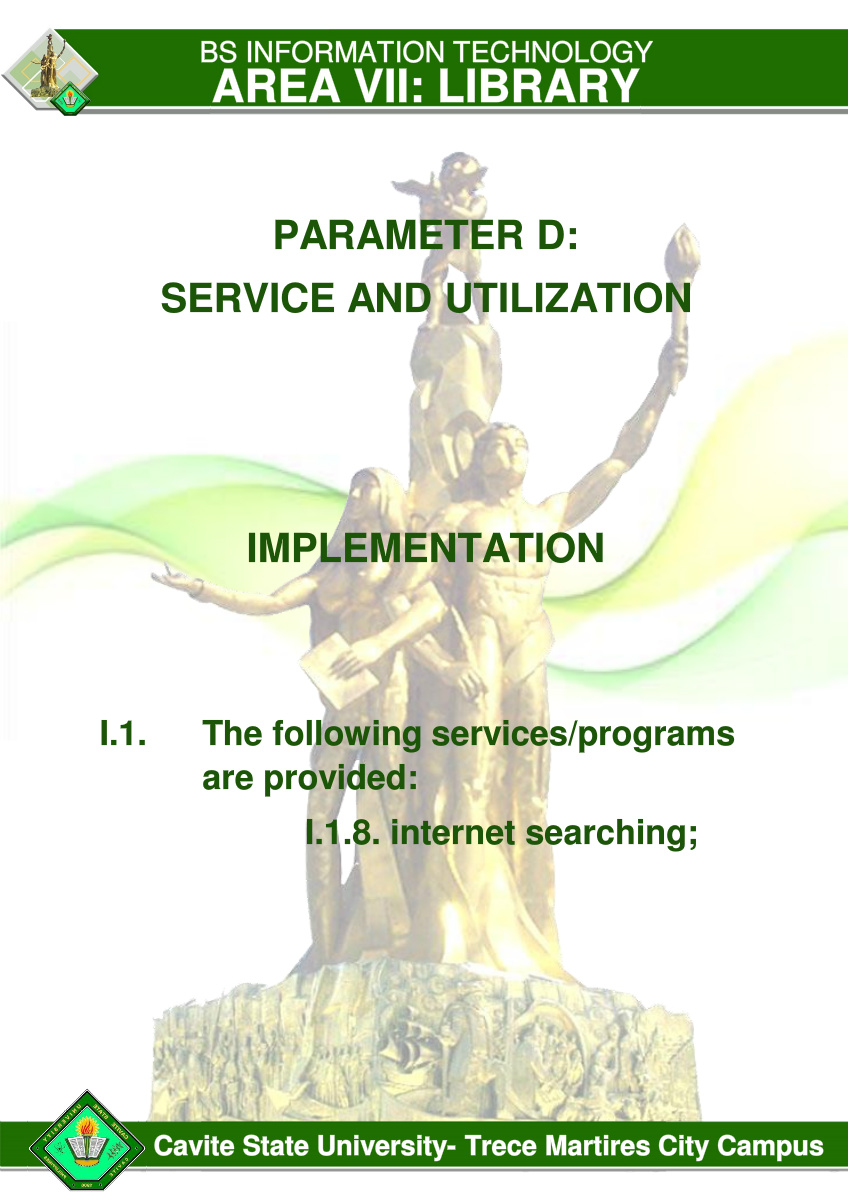 BS INFORMATION TECHNOLOGY
AREA VII: LIBRARY
PARAMETER D:
SERVICE AND UTILIZATION
IMPLEMENTATION
I.1. The following services/programs
are provided:
I.1.8. internet searching;
Cavite State University- Trece Martires City Campus